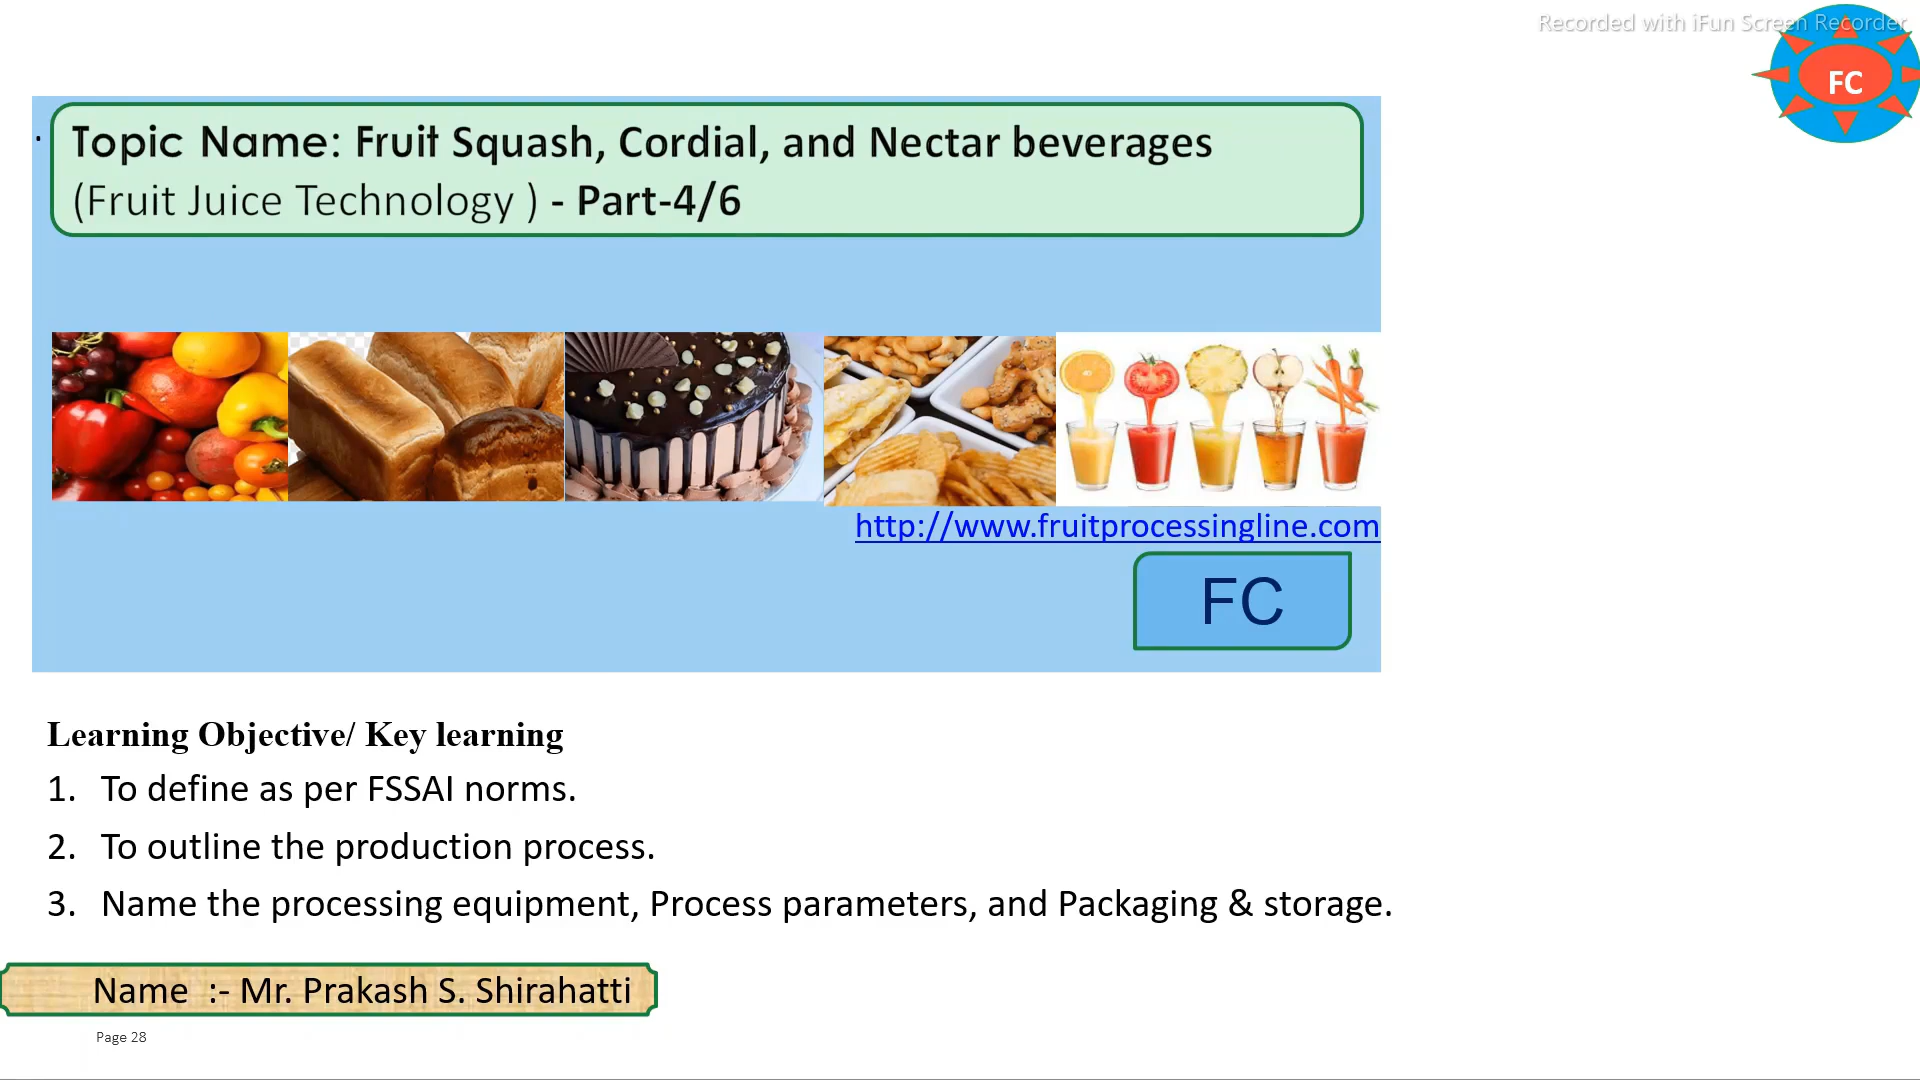 Recorded with iFun Screen Recorder
FC
Topic Name: Fruit Squash, Cordial, and Nectar beverages
(Fruit Juice Technology ) - Part-4/6
http://www.fruitprocessingline.com
FC
Learning Objective/ Key learning
1. To define as per FSSAI norms.
2. To outline the production process.
3. Name the processing equipment, Process parameters, and Packaging & storage.
Name :- Mr. Prakash S. Shirahatti
Page 28